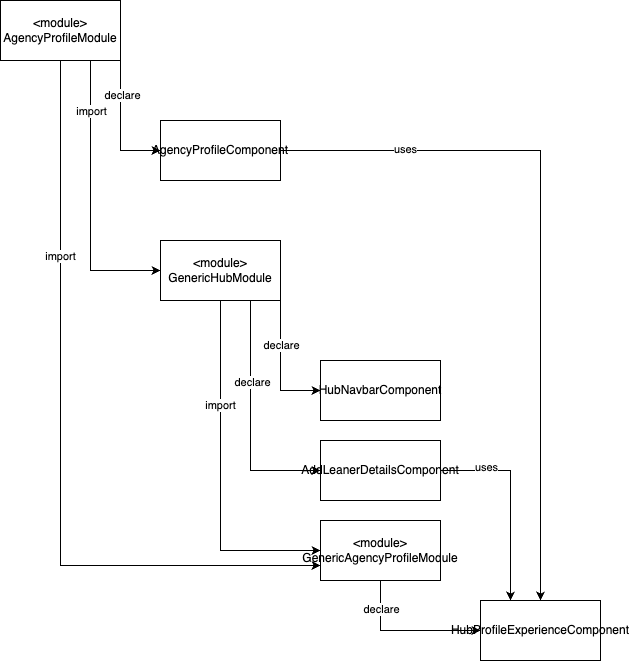 <module>
AgencyProfileModule
declare
import
AgencyProfileComponent
uses
import
<module>
GenericHubModule
declare
declare
import
HubNavbarComponent
AddLeanerDetailsComponent
uses
<module>
GenericAgencyProfileModule
declare
HubProfileExperienceComponent